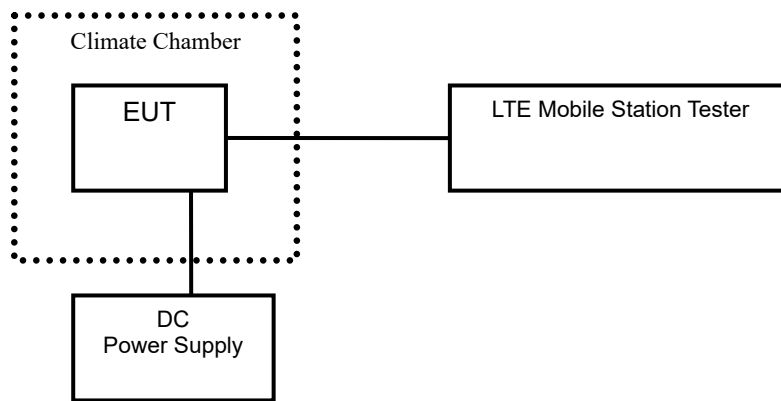 Climate Chamber
EUT
LTE Mobile Station Tester
DC
Power Supply